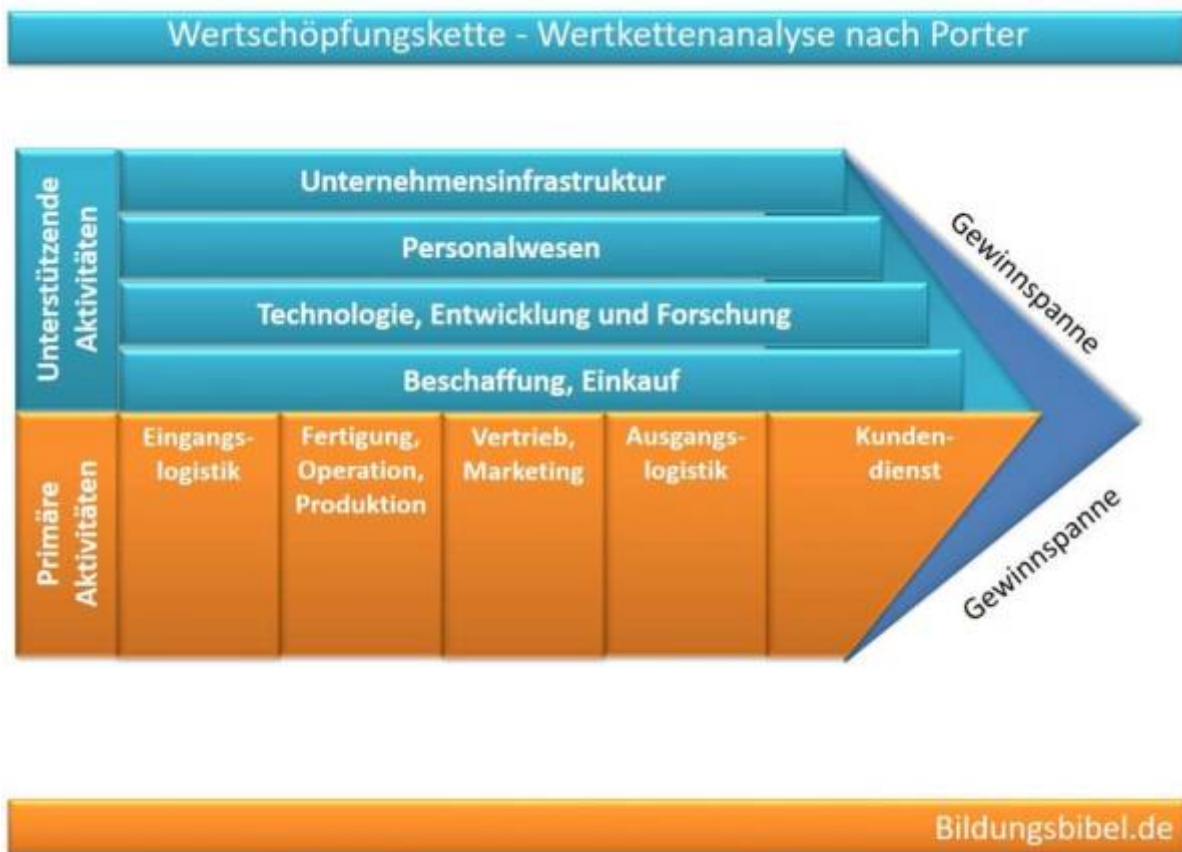 Wertschöpfungskette - Wertkettenanalyse nach Porter
Unterstützende
Aktivitäten
Unternehmensinfrastruktur
Personalwesen
Technologie, Entwicklung und Forschung
Beschaffung, Einkauf
Gewinnspanne
Primäre
Aktivitäten
Eingangs-
logistik
Fertigung,
Operation,
Produktion
Vertrieb,
Marketing
Ausgangs-
logistik
Kunden-
dienst
Gewinnspanne
Bildungsbibel.de